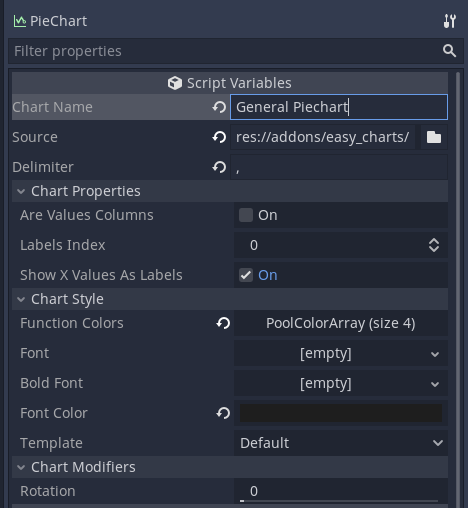 PieChart
Filter properties
Script Variables
Chart Name General Piechart
Source res://addons/easy_charts/
Delimiter ,
Chart Properties
Are Values Columns On
Labels Index 0
Show X Values As Labels On
Chart Style
Function Colors PoolColorArray (size 4)
Font [empty]
Bold Font [empty]
Font Color
Template Default
Chart Modifiers
Rotation 0